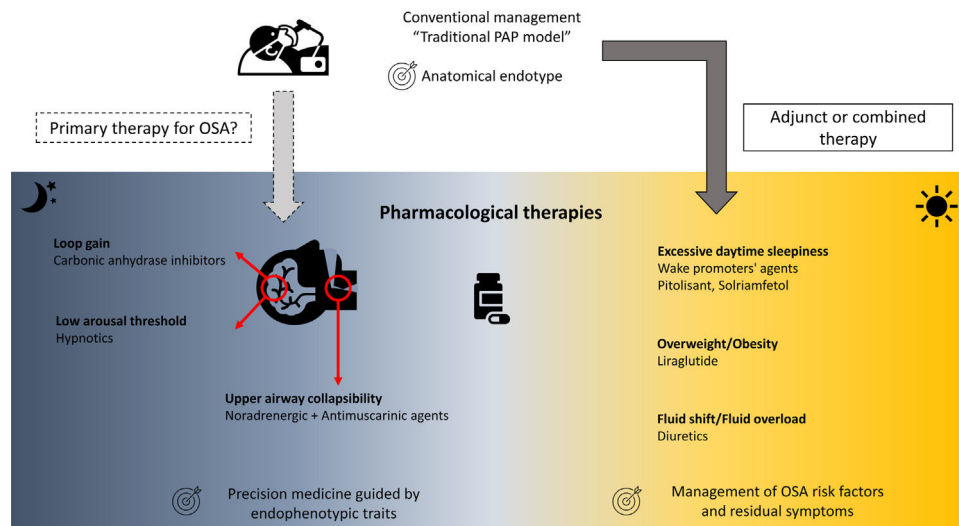 Conventional management
“Traditional PAP model”
Anatomical endotype
Primary therapy for OSA?
Adjunct or combined
therapy
Pharmacological therapies
Loop gain
Carbonic anhydrase inhibitors
Low arousal threshold
Hypnotics
Upper airway collapsibility
Noradrenergic + Antimuscarinic agents
Excessive daytime sleepiness
Wake promoters' agents
Pitolisant, Solriamfetol
Overweight/Obesity
Liraglutide
Fluid shift/Fluid overload
Diuretics
Precision medicine guided by
endophenotypic traits
Management of OSA risk factors
and residual symptoms